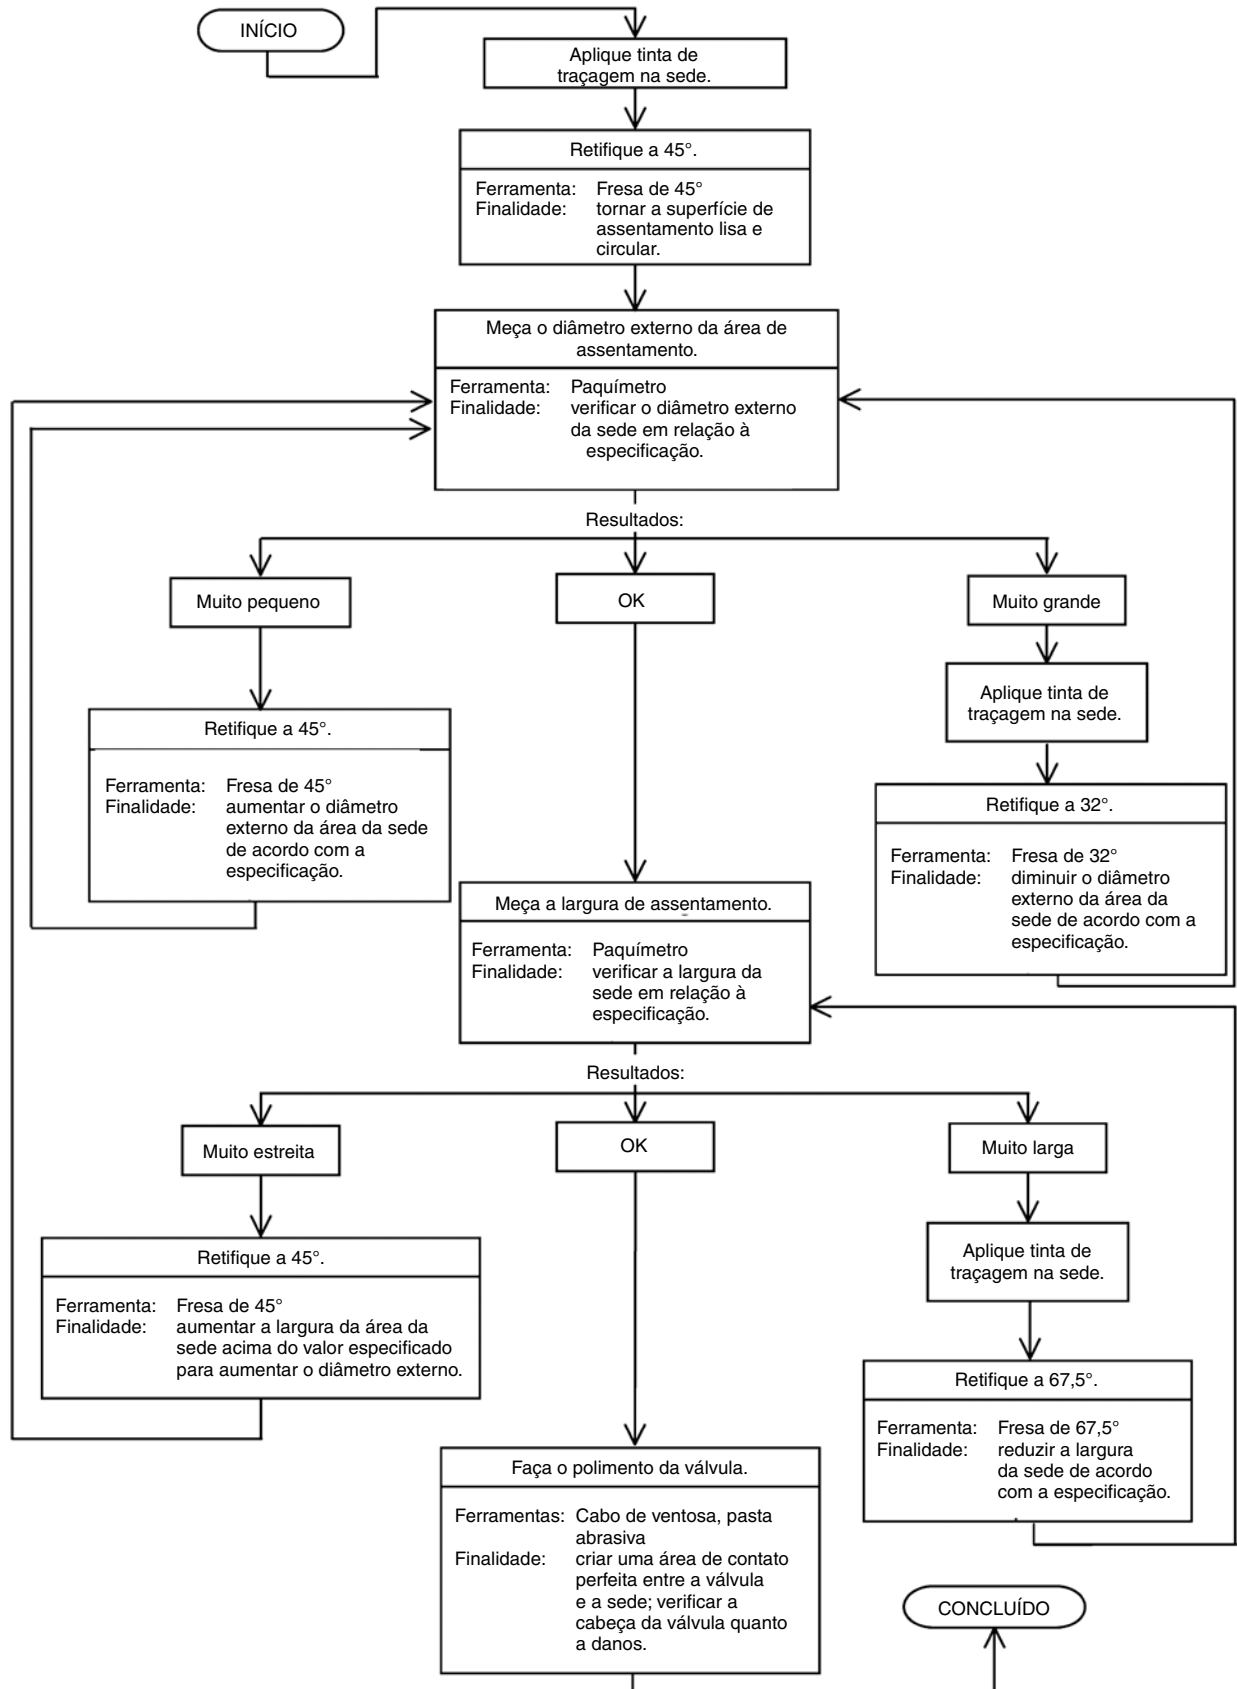 INÍCIO
Aplique tinta de
traçagem na sede.
Retifique a 45°.
Ferramenta: Fresa de 45°
Finalidade: tornar a superfície de
assentamento lisa e
circular.
Meça o diâmetro externo da área de
assentamento.
Ferramenta: Paquímetro
Finalidade: verificar o diâmetro externo
da sede em relação à
especificação.
Resultados:
Muito pequeno
OK
Muito grande
Aplique tinta de
traçagem na sede.
Retifique a 45°.
Ferramenta: Fresa de 45°
Finalidade: aumentar o diâmetro
externo da área da sede
de acordo com a
especificação.
Retifique a 32°.
Ferramenta: Fresa de 32°
Finalidade: diminuir o diâmetro
externo da área da
sede de acordo com a
especificação.
Meça a largura de assentamento.
Ferramenta: Paquímetro
Finalidade: verificar a largura da
sede em relação à
especificação.
Resultados:
Muito estreita
OK
Muito larga
Aplique tinta de
traçagem na sede.
Retifique a 45°.
Ferramenta: Fresa de 45°
Finalidade: aumentar a largura da área da
sede acima do valor especificado
para aumentar o diâmetro externo.
Retifique a 67,5°.
Ferramenta: Fresa de 67,5°
Finalidade: reduzir a largura
da sede de acordo
com a especificação.
Faça o polimento da válvula.
Ferramentas: Cabo de ventosa, pasta
abrasiva
Finalidade: criar uma área de contato
perfeita entre a válvula
e a sede; verificar a
cabeça da válvula quanto
a danos.
CONCLUÍDO